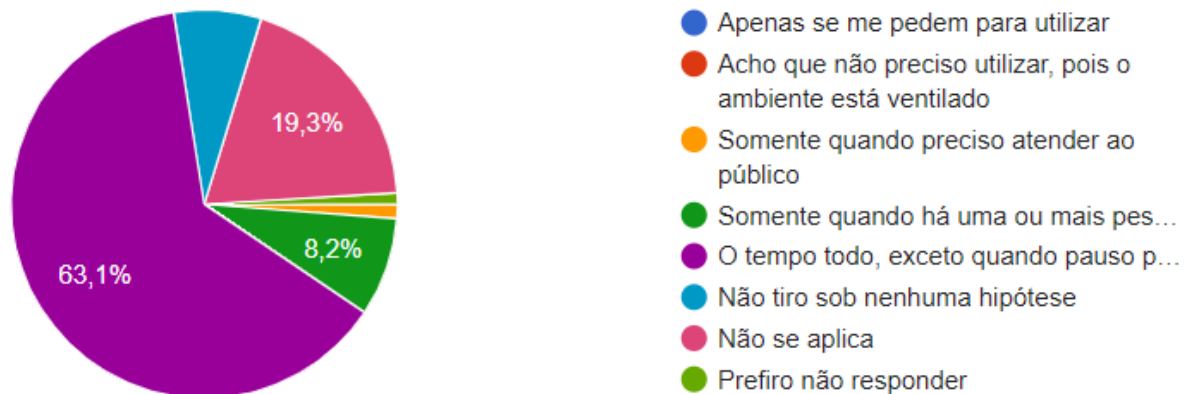 19,3%
8,2%
63,1%
Apenas se me pedem para utilizar
Acho que não preciso utilizar, pois o
ambiente está ventilado
Somente quando preciso atender ao
público
Somente quando há uma ou mais pes...
O tempo todo, exceto quando pauso p...
Não tiro sob nenhuma hipótese
Não se aplica
Prefiro não responder